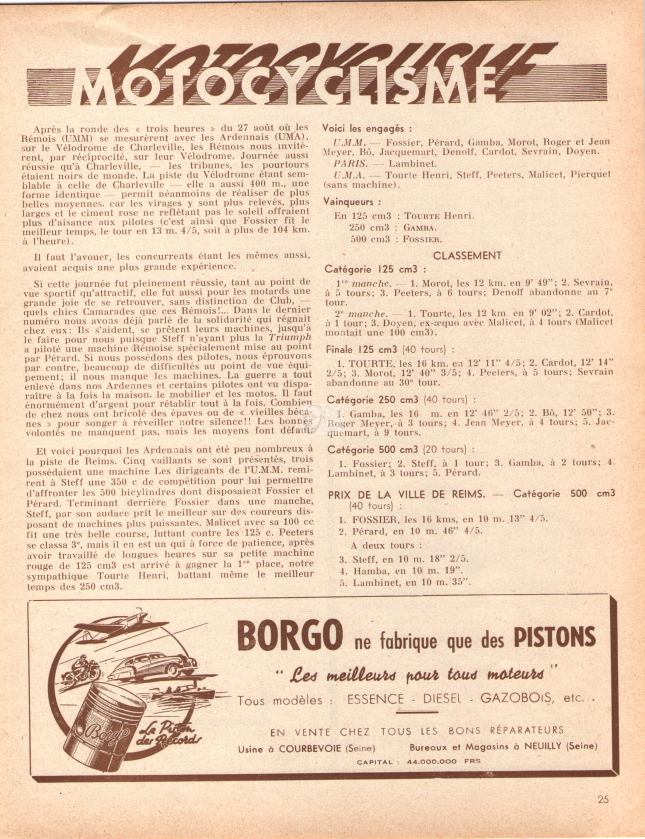 MOTOCYCLISME
Après la ronde des « trois heures » du 27 août où les
Rémois (UMM) se mesurèrent avec les Ardennais (UMA),
sur le Vélodrome de Charleville, les Rémois nous invitè-
rent, par réciprocité, sur leur Vélodrome. Journée aussi
réussie qu'à Charleville, — les tribunes, les pourtours
étaient noirs de monde. La piste du Vélodrome étant sem-
blable à celle de Charleville — elle a aussi 400 m., une
forme identique — permit néanmoins de réaliser de plus
belles moyennes, car les virages y sont plus relevés, plus
larges et le ciment rose ne reflétant pas le soleil offraient
plus d'aisance aux pilotes (c'est ainsi que Fossier fit le
meilleur temps, le tour en 13 m. 4/5, soit à plus de 104 km.
à l'heure).
Il faut l'avouer, les concurrents étant les mêmes aussi,
avaient acquis une plus grande expérience.
Si cette journée fut pleinement réussie, tant au point de
vue sportif qu'attractif, elle fut aussi pour les motards une
grande joie de se retrouver, sans distinction de Club, —
quels chics Camarades que ces Rémois!... Dans le dernier
numéro nous avons déjà parlé de la solidarité qui régnait
chez eux : Ils s'aident, se prêtent leurs machines, jusqu'à
le faire pour nous puisque Steff n'ayant plus la Triumph
a piloté une machine Rémoise spécialement mise au point
par Pérard. Si nous possédons des pilotes, nous éprouvons
par contre, beaucoup de difficultés au point de vue équi-
pement; il nous manque les machines. La guerre a tout
enlevé dans nos Ardennes et certains pilotes ont vu dispa-
raître à la fois la maison, le mobilier et les motos. Il faut
énormément d'argent pour rétablir tout à la fois. Combien
de chez nous ont bricolé des épaves ou de « vieilles béca-
nes » pour songer à réveiller notre silence!! Les bonnes
volontés ne manquent pas, mais les moyens font défaut.
Et voici pourquoi les Ardennais ont été peu nombreux à
la piste de Reims. Cinq vaillants se sont présentés, trois
possédaient une machine Les dirigeants de l'U.M.M. remi-
rent à Steff une 350 c de compétition pour lui permettre
d'affronter les 500 bicylindres dont disposaient Fossier et
Pérard. Terminant derrière Fossier dans une manche,
Steff, par son audace prit le meilleur sur des coureurs dis-
posant de machines plus puissantes. Malicet avec sa 100 cc
fit une très belle course, luttant contre les 125 c. Peeters
se classa 3e, mais il en est un qui à force de patience, après
avoir travaillé de longues heures sur sa petite machine
rouge de 125 cm3 est arrivé à gagner la 1re place, notre
sympathique Tourte Henri, battant même le meilleur
temps des 250 cm3.
Voici les engagés :
U.M.M. — Fossier, Pérard, Gamba, Morot, Roger et Jean
Meyer, Bô, Jacquemart, Denolf, Cardot, Sevrain, Doyen.
PARIS. — Lambinet.
U.M.A. — Tourte Henri, Steff, Peeters, Malicet, Pierquet
(sans machine).
Vainqueurs :
En 125 cm3 : TOURTE Henri.
250 cm3 : GAMBA.
500 cm3 : FOSSIER.
CLASSEMENT
Catégorie 125 cm3 :
1re manche. — 1. Morot, les 12 km. en 9' 49"; 2. Sevrain,
à 5 tours; 3. Peeters, à 6 tours; Denolf abandonne au 7e
tour.
2e manche. — 1. Tourte, les 12 km. en 9' 02"; 2. Cardot,
à 1 tour; 3. Doyen, ex-æquo avec Malicet, à 4 tours (Malicet
montait une 100 cm3).
Finale 125 cm3 (40 tours) :
1. TOURTE, les 16 km. en 12' 11" 4/5; 2. Cardot, 12' 14"
2/5; 3. Morot, 12' 40" 3/5; 4. Peeters, à 5 tours; Sevrain
abandonne au 30e tour.
Catégorie 250 cm3 (40 tours) :
1. Gamba, les 16 m. en 12' 46" 2/5; 2. Bô, 12' 50"; 3.
Roger Meyer, à 3 tours; 4. Jean Meyer, à 4 tours; 5. Jac-
quemart, à 9 tours.
Catégorie 500 cm3 (20 tours) :
1. Fossier; 2. Steff, à 1 tour; 3. Gamba, à 2 tours; 4.
Lambinet, à 3 tours; 5. Pérard.
PRIX DE LA VILLE DE REIMS. — Catégorie 500 cm3
(40 tours) :
1. FOSSIER, les 16 kms, en 10 m. 13" 4/5.
2. Pérard, en 10 m. 46" 4/5.
A deux tours :
3. Steff, en 10 m. 18" 2/5.
4. Hamba, en 10 m. 19".
5. Lambinet, en 10 m. 35".
Borgo
Le Piston
des Records
BORGO ne fabrique que des PISTONS
"Les meilleurs pour tous moteurs"
Tous modèles : ESSENCE - DIESEL - GAZOBOIS, etc...
EN VENTE CHEZ TOUS LES BONS RÉPARATEURS
Usine à COURBEVOIE (Seine) Bureaux et Magasins à NEUILLY (Seine)
CAPITAL : 44.000.000 FRS
25